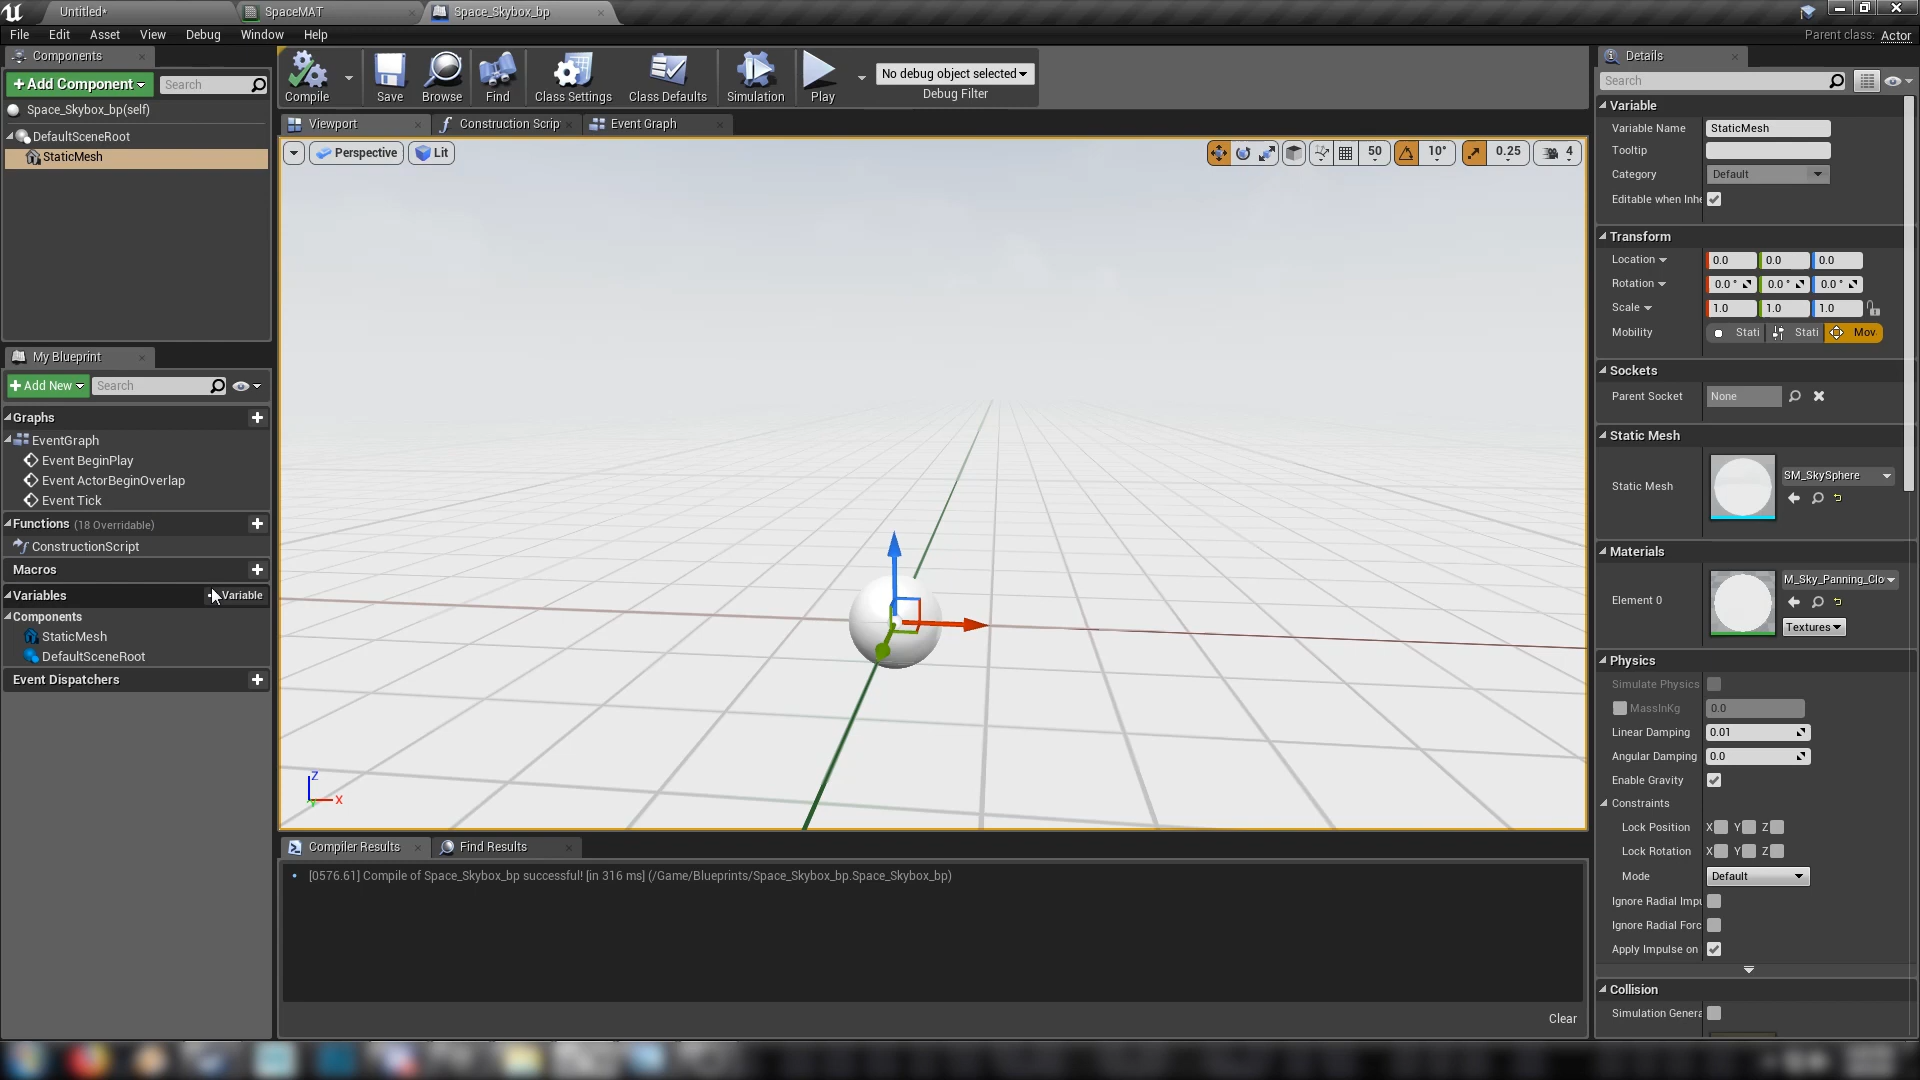 Untitled*
SpaceMAT
Space_Skybox_bp
File Edit Asset View Debug Window Help
Parent class: Actor
Components
+Add Component
Search
Space_Skybox_bp(self)
DefaultSceneRoot
StaticMesh
My Blueprint
+Add New
Search
Graphs
EventGraph
Event BeginPlay
Event ActorBeginOverlap
Event Tick
Functions (18 Overridable)
ConstructionScript
Macros
Variables
Variable
Components
StaticMesh
DefaultSceneRoot
Event Dispatchers
Compile
Save
Browse
Find
Class Settings
Class Defaults
Simulation
Play
No debug object selected
Debug Filter
Viewport
Construction Scrip
Event Graph
Perspective
Lit
50
10°
0.25
4
Z
X
Compiler Results
Find Results
[0576.61] Compile of Space_Skybox_bp successful! [in 316 ms] (/Game/Blueprints/Space_Skybox_bp.Space_Skybox_bp)
Clear
Details
Search
Variable
Variable Name StaticMesh
Tooltip
Category Default
Editable when Inhe
Transform
Location 0.0 0.0 0.0
Rotation 0.0 ° 0.0 ° 0.0 °
Scale 1.0 1.0 1.0
Mobility Stati Stati Mov
Sockets
Parent Socket None
Static Mesh
Static Mesh
SM_SkySphere
Materials
Element 0
M_Sky_Panning_Clo
Textures
Physics
Simulate Physics
MassInKg 0.0
Linear Damping 0.01
Angular Damping 0.0
Enable Gravity
Constraints
Lock Position X Y Z
Lock Rotation X Y Z
Mode Default
Ignore Radial Impu
Ignore Radial Forc
Apply Impulse on
Collision
Simulation Genera